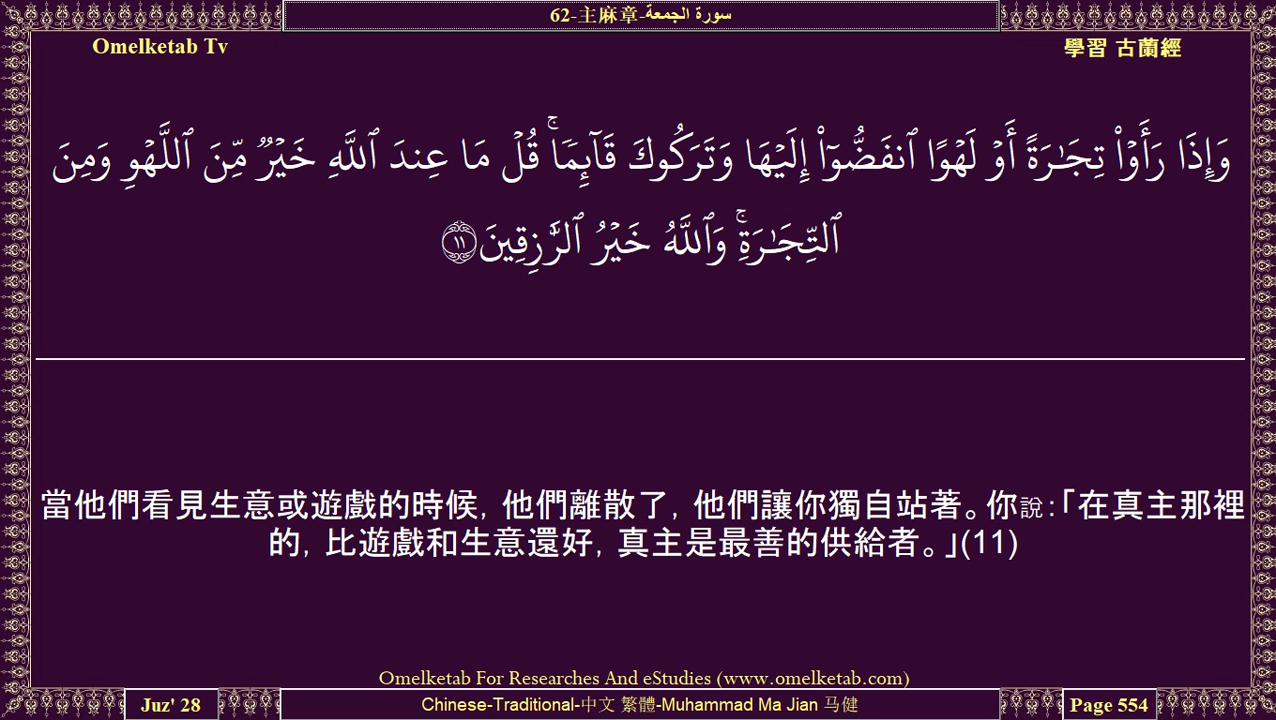 62-主麻章-سورة الجمعة
Omelketab Tv
學習 古蘭經
وَإِذَا رَأَوۡاْ تِجَٰرَةً أَوۡ لَهۡوًا ٱنفَضُّوٓاْ إِلَيۡهَا وَتَرَكُوكَ قَآئِمٗاۚ قُلۡ مَا عِندَ ٱللَّهِ خَيۡرٞ مِّنَ ٱللَّهۡوِ وَمِنَ
ٱلتِّجَٰرَةِۚ وَٱللَّهُ خَيۡرُ ٱلرَّٰزِقِينَ ١١
當他們看見生意或遊戲的時候，他們離散了，他們讓你獨自站著。你說：「在真主那裡
的，比遊戲和生意還好，真主是最善的供給者。」(11)
Omelketab For Researches And eStudies (www.omelketab.com)
Juz' 28
Chinese-Traditional-中文 繁體-Muhammad Ma Jian 马健
Page 554